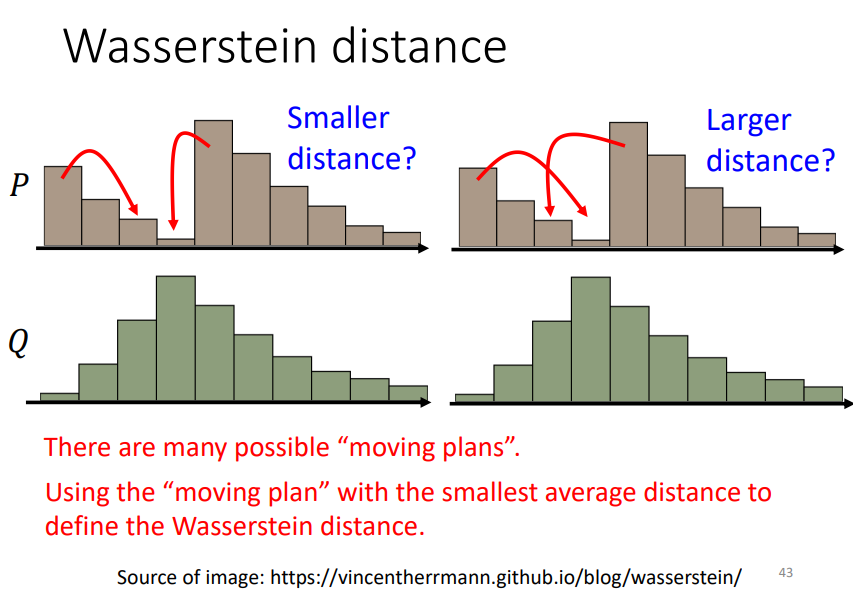 Wasserstein distance
Smaller
distance?
Larger
distance?
P
Q
There are many possible “moving plans”.
Using the “moving plan” with the smallest average distance to
define the Wasserstein distance.
Source of image: https://vincentherrmann.github.io/blog/wasserstein/
43